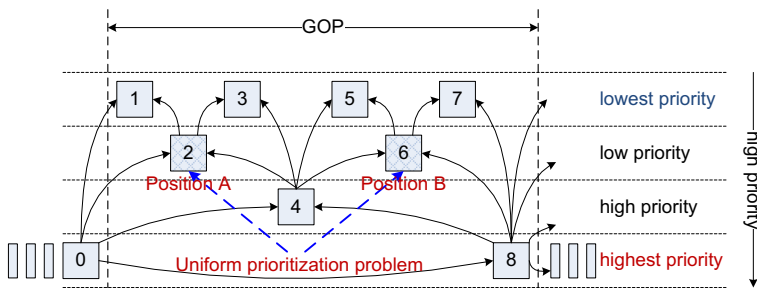 GOP
1 3 5 7 lowest priority
2 6 low priority
Position A Position B
4 high priority
0 Uniform prioritization problem 8 highest priority
high priority